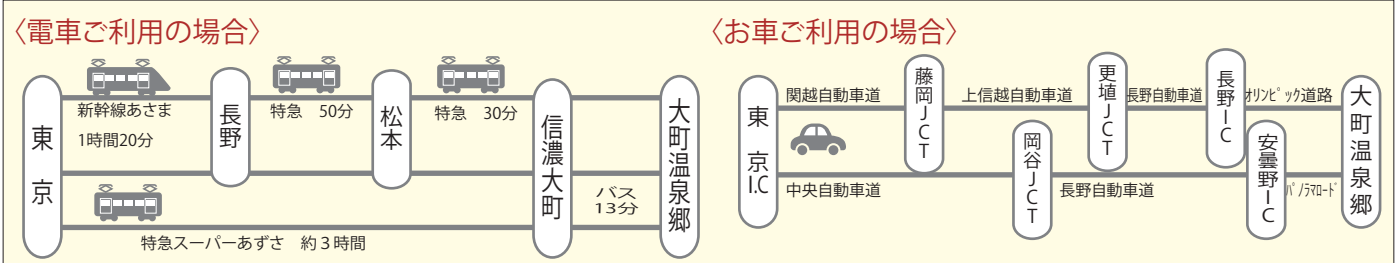 〈電車ご利用の場合〉
東京
新幹線あさま
1時間20分
長野
特急 50分
松本
特急 30分
信濃大町
バス
13分
大町温泉郷
特急スーパーあずさ 約3時間
〈お車ご利用の場合〉
東京I.C
関越自動車道
藤岡JCT
上信越自動車道
更埴JCT
長野自動車道
長野IC
オリンピック道路
大町温泉郷
中央自動車道
岡谷JCT
長野自動車道
安曇野IC
パノラマロード